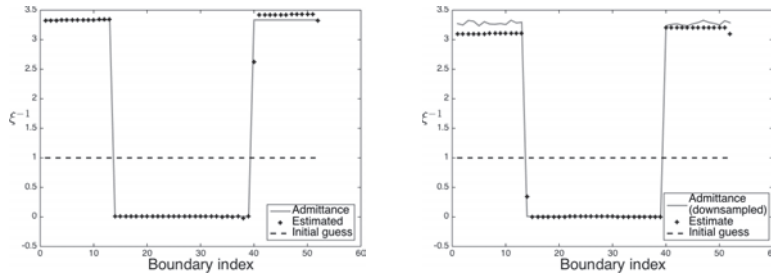 3.5
3
2.5
2
1.5
1
0.5
0
-0.5
ξ⁻¹
0 10 20 30 40 50 60
Boundary index
Admittance
Estimated
Initial guess
3.5
3
2.5
2
1.5
1
0.5
0
-0.5
ξ⁻¹
0 10 20 30 40 50
Boundary index
Admittance
(downsampled)
Estimate
Initial guess